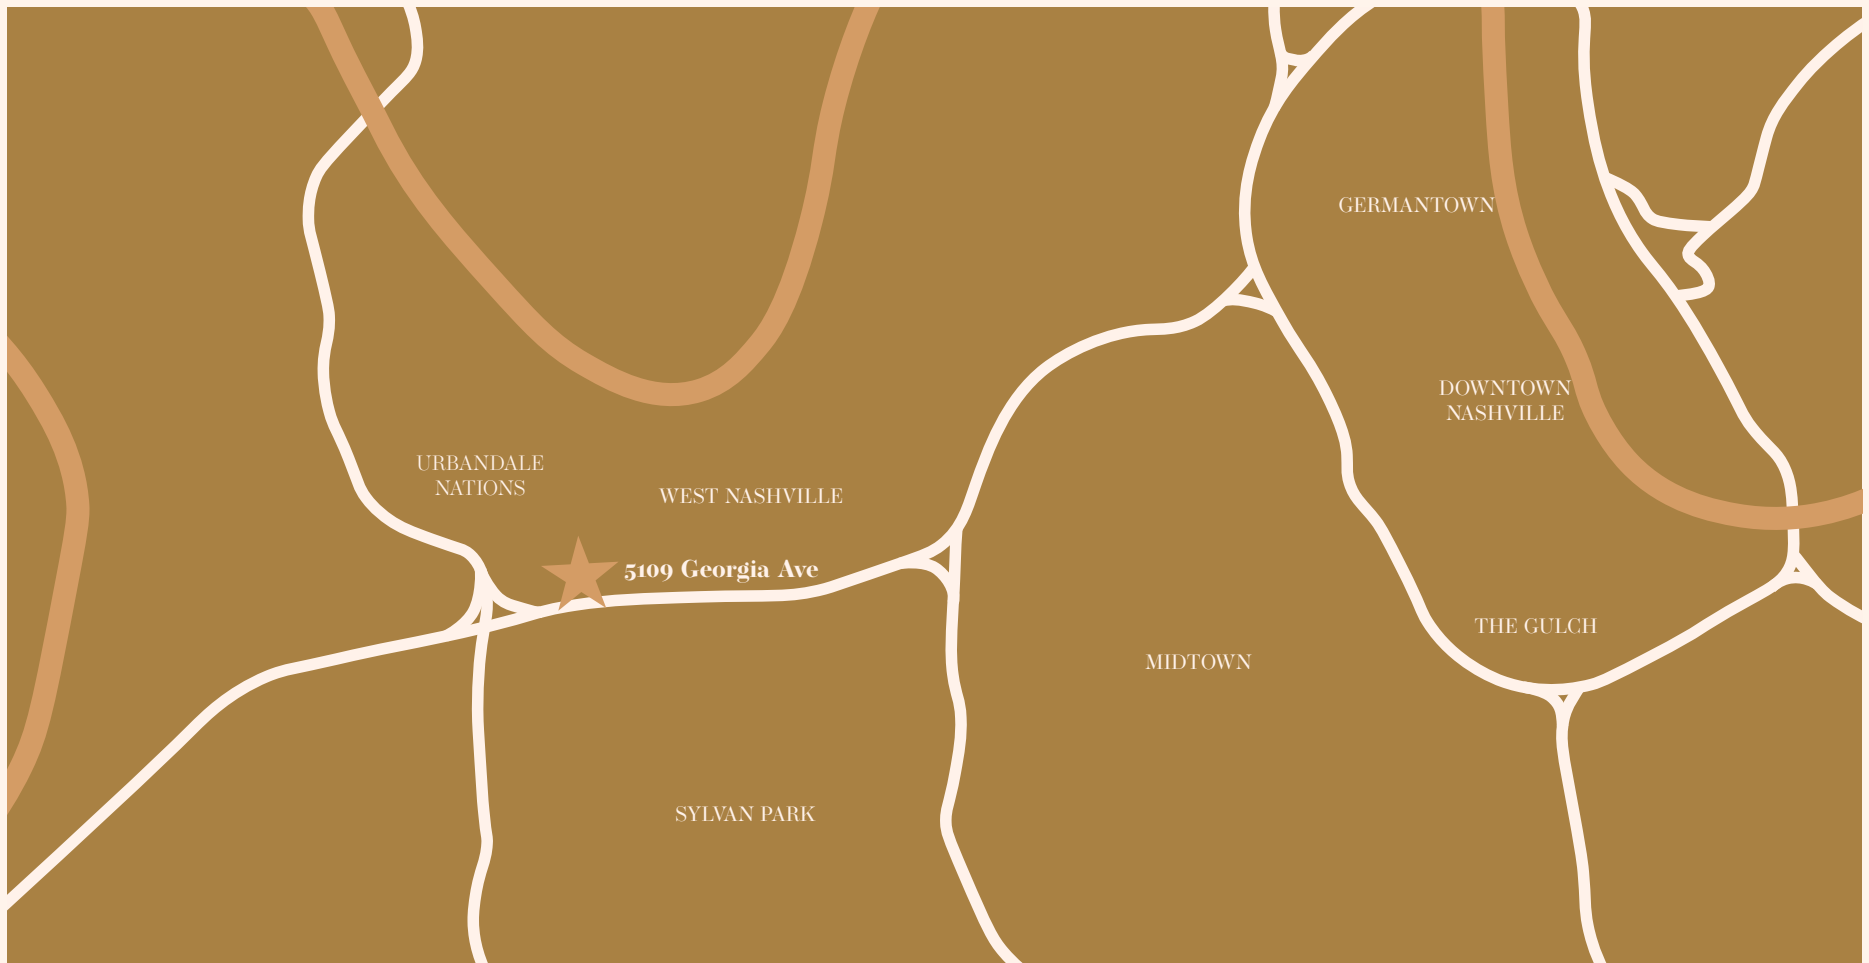 GERMANTOWN
DOWNTOWN
NASHVILLE
URBANDALE
NATIONS
WEST NASHVILLE
5109 Georgia Ave
THE GULCH
MIDTOWN
SYLVAN PARK